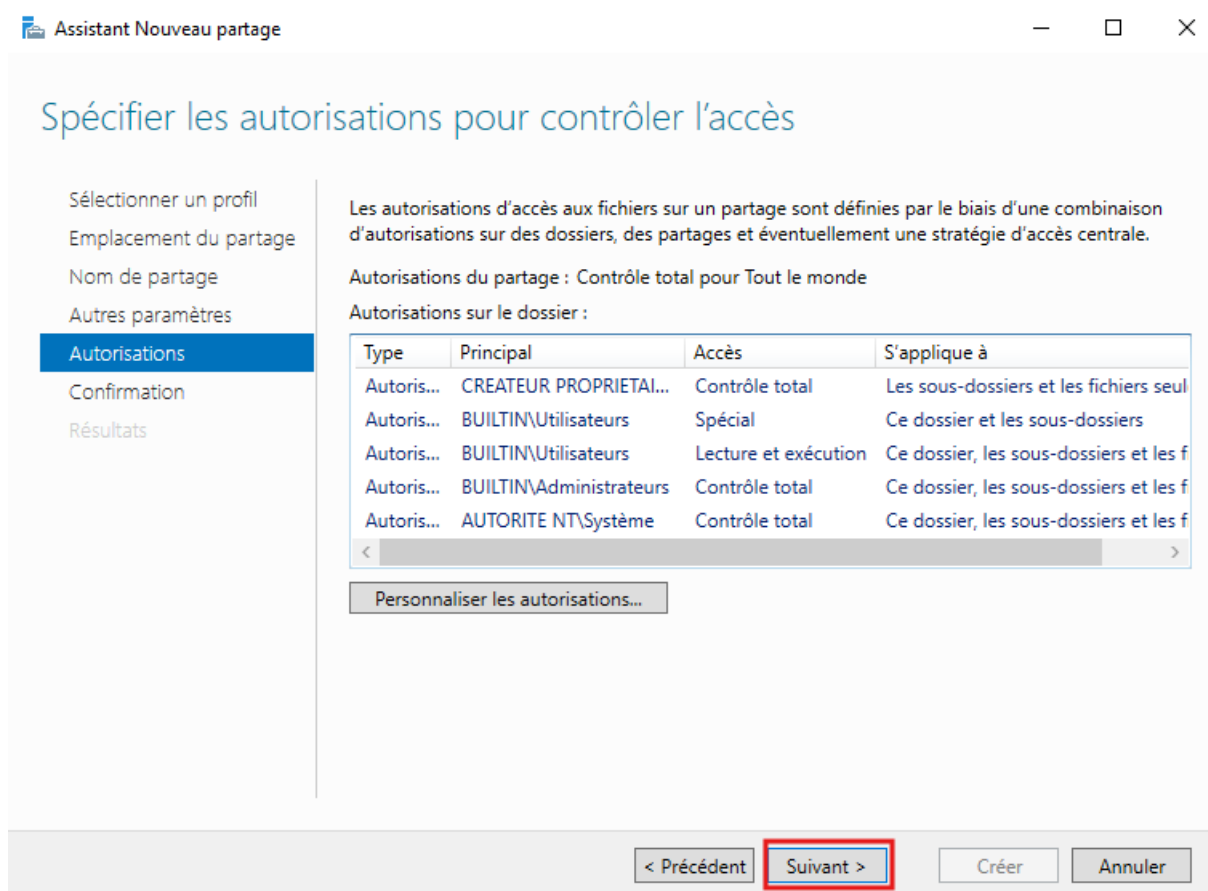 Assistant Nouveau partage
Spécifier les autorisations pour contrôler l'accès
Sélectionner un profil
Emplacement du partage
Nom de partage
Autres paramètres
Autorisations
Confirmation
Résultats
Les autorisations d'accès aux fichiers sur un partage sont définies par le biais d'une combinaison
d'autorisations sur des dossiers, des partages et éventuellement une stratégie d'accès centrale.
Autorisations du partage : Contrôle total pour Tout le monde
Autorisations sur le dossier :
Type Principal Accès S'applique à
Autoris... CREATEUR PROPRIETAI... Contrôle total Les sous-dossiers et les fichiers seul
Autoris... BUILTIN\Utilisateurs Spécial Ce dossier et les sous-dossiers
Autoris... BUILTIN\Utilisateurs Lecture et exécution Ce dossier, les sous-dossiers et les f
Autoris... BUILTIN\Administrateurs Contrôle total Ce dossier, les sous-dossiers et les f
Autoris... AUTORITE NT\Système Contrôle total Ce dossier, les sous-dossiers et les f
Personnaliser les autorisations...
< Précédent Suivant > Créer Annuler